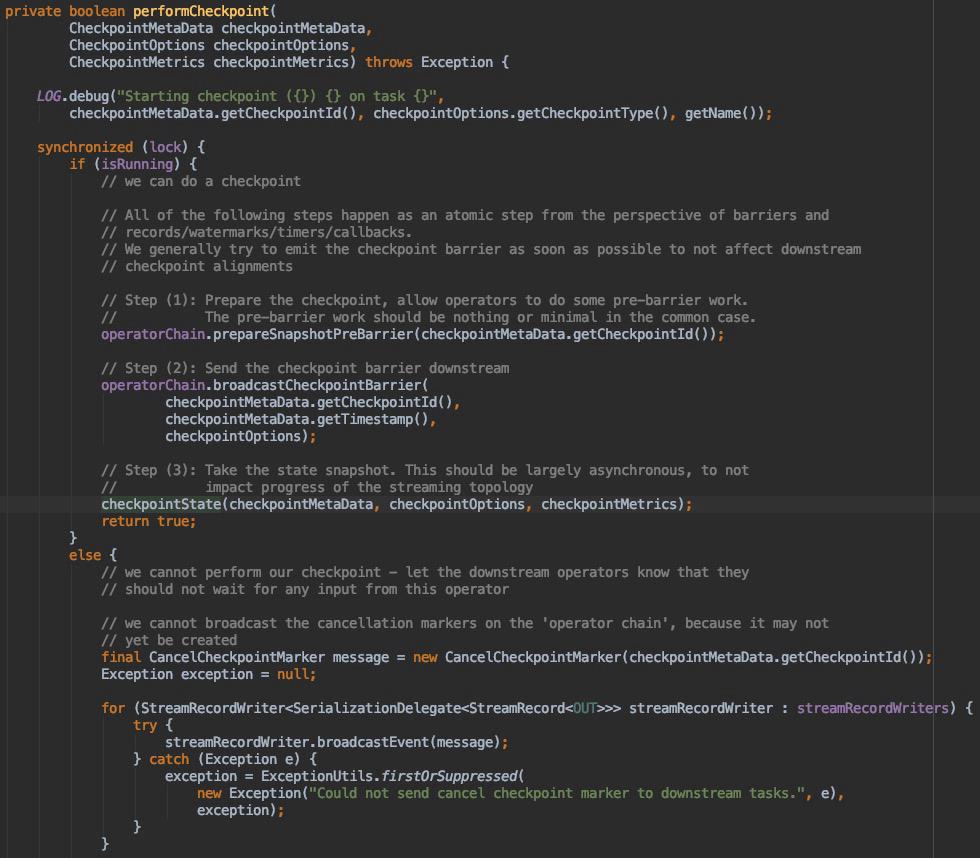 private boolean performCheckpoint(
        CheckpointMetaData checkpointMetaData,
        CheckpointOptions checkpointOptions,
        CheckpointMetrics checkpointMetrics) throws Exception {

    LOG.debug("Starting checkpoint ({}) {} on task {}",
        checkpointMetaData.getCheckpointId(), checkpointOptions.getCheckpointType(), getName());

    synchronized (lock) {
        if (isRunning) {
            // we can do a checkpoint

            // All of the following steps happen as an atomic step from the perspective of barriers and
            // records/watermarks/timers/callbacks.
            // We generally try to emit the checkpoint barrier as soon as possible to not affect downstream
            // checkpoint alignments

            // Step (1): Prepare the checkpoint, allow operators to do some pre-barrier work.
            //           The pre-barrier work should be nothing or minimal in the common case.
            operatorChain.prepareSnapshotPreBarrier(checkpointMetaData.getCheckpointId());

            // Step (2): Send the checkpoint barrier downstream
            operatorChain.broadcastCheckpointBarrier(
                    checkpointMetaData.getCheckpointId(),
                    checkpointMetaData.getTimestamp(),
                    checkpointOptions);

            // Step (3): Take the state snapshot. This should be largely asynchronous, to not
            //           impact progress of the streaming topology
            checkpointState(checkpointMetaData, checkpointOptions, checkpointMetrics);
            return true;
        }
        else {
            // we cannot perform our checkpoint - let the downstream operators know that they
            // should not wait for any input from this operator

            // we cannot broadcast the cancellation markers on the 'operator chain', because it may not
            // yet be created
            final CancelCheckpointMarker message = new CancelCheckpointMarker(checkpointMetaData.getCheckpointId());
            Exception exception = null;

            for (StreamRecordWriter<SerializationDelegate<StreamRecord<OUT>>> streamRecordWriter : streamRecordWriters) {
                try {
                    streamRecordWriter.broadcastEvent(message);
                } catch (Exception e) {
                    exception = ExceptionUtils.firstOrSuppressed(
                        new Exception("Could not send cancel checkpoint marker to downstream tasks.", e),
                        exception);
                }
            }